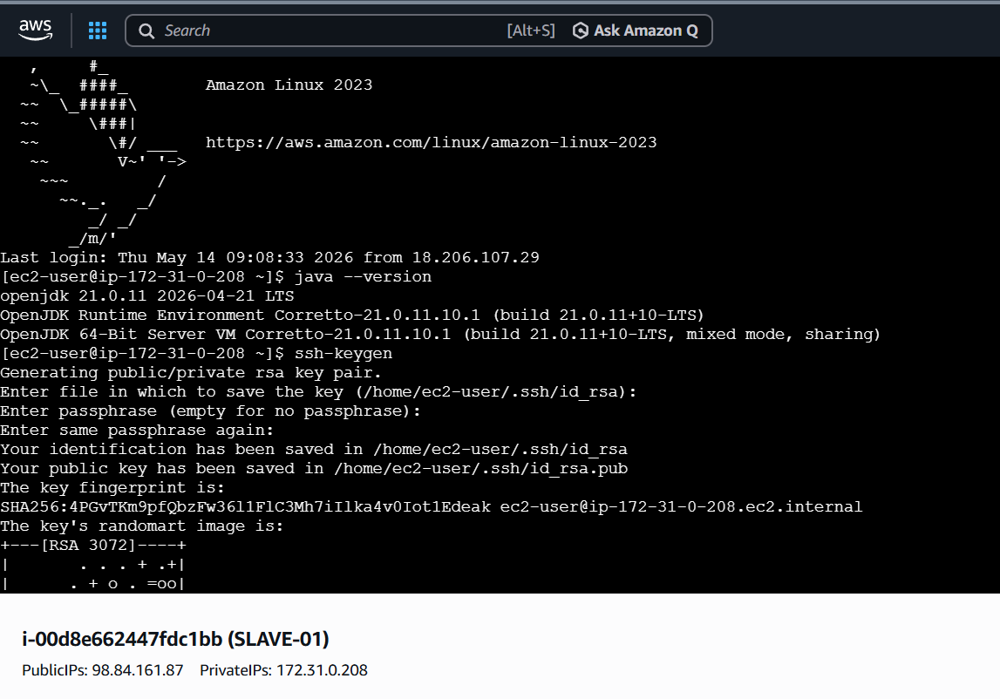 aws
Search [Alt+S] Ask Amazon Q
   ,     #_
   ~\_  ####_        Amazon Linux 2023
  ~~  \_#####\
  ~~     \###|
  ~~       \#/ ___   https://aws.amazon.com/linux/amazon-linux-2023
   ~~       V~' '->
    ~~~         /
      ~~._.   _/
         _/ _/
       _/m/'
Last login: Thu May 14 09:08:33 2026 from 18.206.107.29
[ec2-user@ip-172-31-0-208 ~]$ java --version
openjdk 21.0.11 2026-04-21 LTS
OpenJDK Runtime Environment Corretto-21.0.11.10.1 (build 21.0.11+10-LTS)
OpenJDK 64-Bit Server VM Corretto-21.0.11.10.1 (build 21.0.11+10-LTS, mixed mode, sharing)
[ec2-user@ip-172-31-0-208 ~]$ ssh-keygen
Generating public/private rsa key pair.
Enter file in which to save the key (/home/ec2-user/.ssh/id_rsa):
Enter passphrase (empty for no passphrase):
Enter same passphrase again:
Your identification has been saved in /home/ec2-user/.ssh/id_rsa
Your public key has been saved in /home/ec2-user/.ssh/id_rsa.pub
The key fingerprint is:
SHA256:4PGvTKm9pfQbzFw36l1FlC3Mh7iIlka4v0Iot1Edeak ec2-user@ip-172-31-0-208.ec2.internal
The key's randomart image is:
+---[RSA 3072]----+
|       . . . + .+|
|      . + o . =oo|
i-00d8e662447fdc1bb (SLAVE-01)
PublicIPs: 98.84.161.87 PrivateIPs: 172.31.0.208